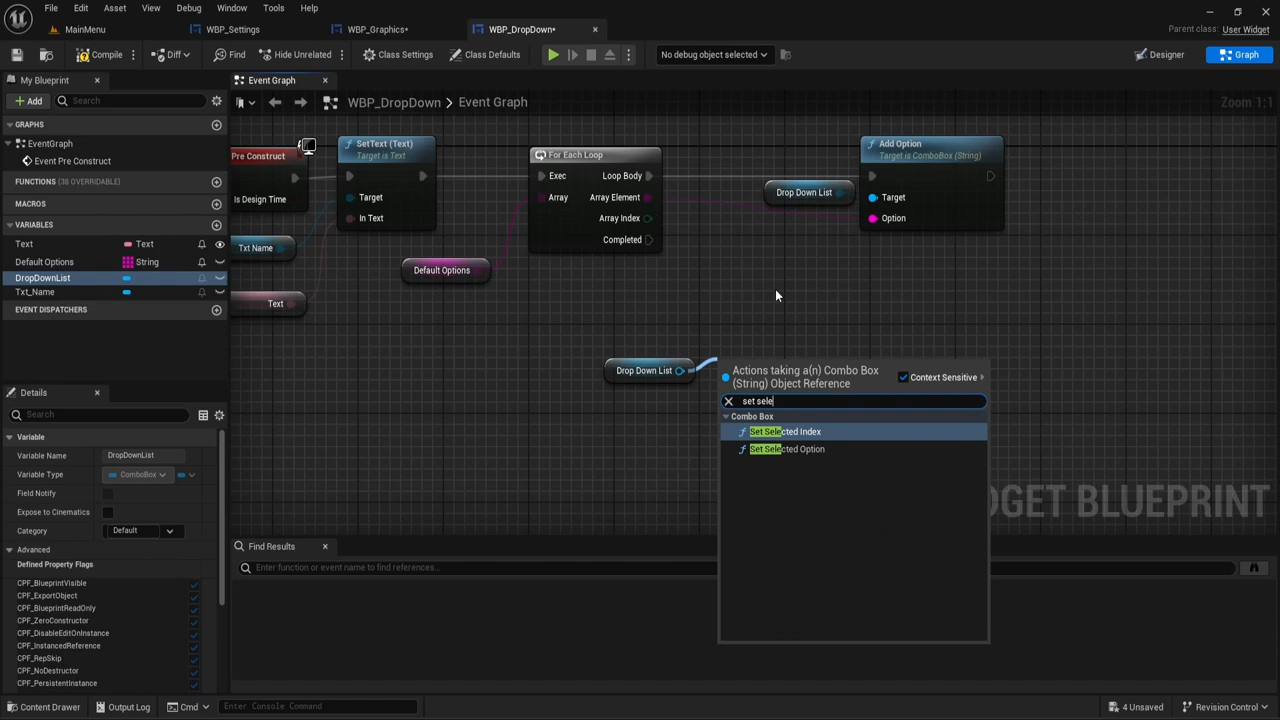 File Edit Asset View Debug Window Tools Help
MainMenu WBP_Settings WBP_Graphics• WBP_DropDown•
Parent class: User Widget
Compile Diff Find Hide Unrelated Class Settings Class Defaults No debug object selected Designer Graph
My Blueprint Event Graph
Add Search WBP_DropDown > Event Graph Zoom 1:1
GRAPHS
EventGraph
Event Pre Construct
FUNCTIONS (38 OVERRIDABLE)
MACROS
VARIABLES
Text Text
Default Options String
DropDownList
Txt_Name
EVENT DISPATCHERS
Pre Construct
Is Design Time
Txt Name
Text
SetText (Text)
Target is Text
Target
In Text
Default Options
For Each Loop
Exec Loop Body
Array Array Element
Array Index
Completed
Drop Down List
Add Option
Target is ComboBox (String)
Target
Option
Drop Down List
Actions taking a(n) Combo Box
(String) Object Reference
Context Sensitive
set sele
Combo Box
Set Selected Index
Set Selected Option
Details
Search
Variable
Variable Name DropDownList
Variable Type ComboBox
Field Notify
Expose to Cinematics
Category Default
Advanced
Defined Property Flags
CPF_BlueprintVisible
CPF_ExportObject
CPF_BlueprintReadOnly
CPF_ZeroConstructor
CPF_DisableEditOnInstance
CPF_InstancedReference
CPF_RepSkip
CPF_NoDestructor
CPF_PersistentInstance
Find Results
Enter function or event name to find references...
Content Drawer Output Log Cmd Enter Console Command 4 Unsaved Revision Control